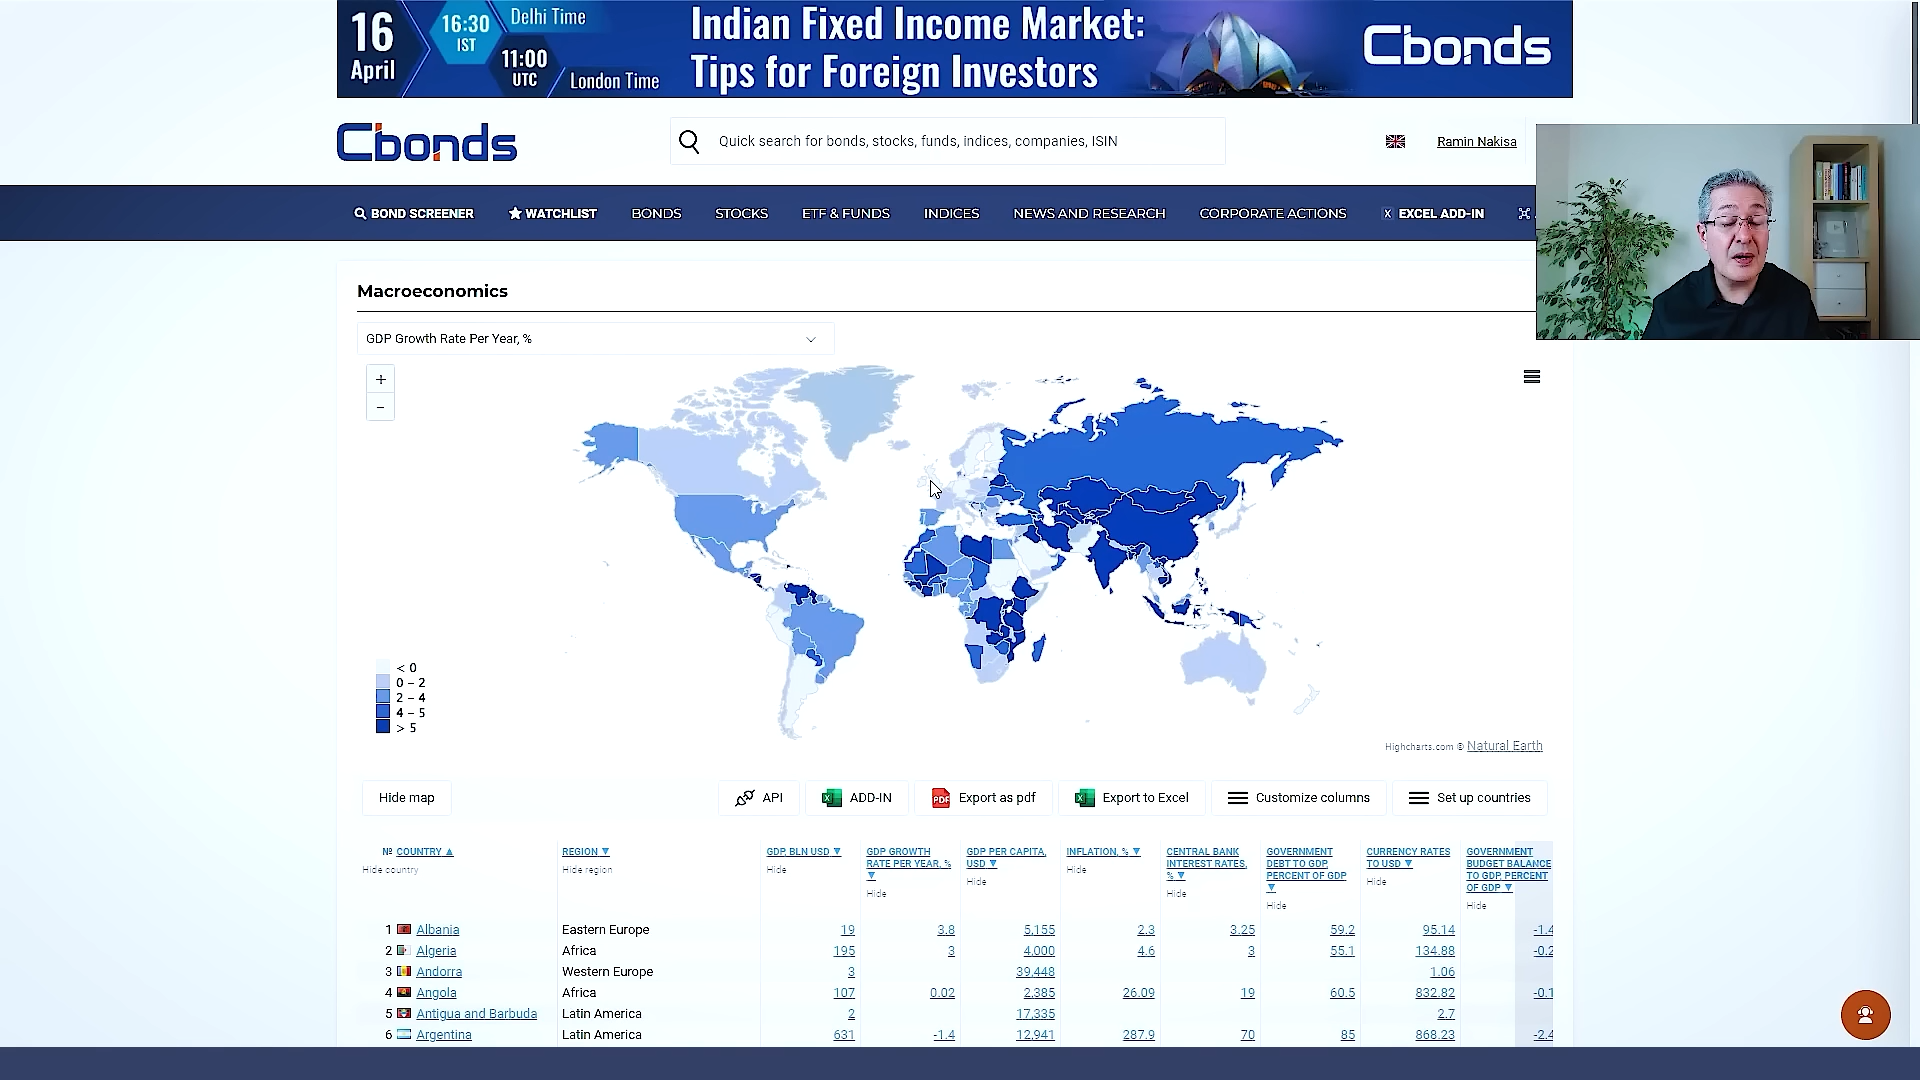 16
April
16:30
IST
Delhi Time
11:00
UTC
London Time
Indian Fixed Income Market:
Tips for Foreign Investors
Cbonds
Cbonds
Quick search for bonds, stocks, funds, indices, companies, ISIN
Ramin Nakisa
BOND SCREENER
WATCHLIST
BONDS
STOCKS
ETF & FUNDS
INDICES
NEWS AND RESEARCH
CORPORATE ACTIONS
X EXCEL ADD-IN
Macroeconomics
GDP Growth Rate Per Year, %
+
−
< 0
0 – 2
2 – 4
4 – 5
> 5
Highcharts.com © Natural Earth
Hide map
API
ADD-IN
PDF Export as pdf
Export to Excel
Customize columns
Set up countries
№ COUNTRY ▲
Hide country
REGION ▼
Hide region
GDP, BLN USD ▼
Hide
GDP GROWTH
RATE PER YEAR, %
▼
Hide
GDP PER CAPITA,
USD ▼
Hide
INFLATION, % ▼
Hide
CENTRAL BANK
INTEREST RATES,
% ▼
Hide
GOVERNMENT
DEBT TO GDP,
PERCENT OF GDP
▼
Hide
CURRENCY RATES
TO USD ▼
Hide
GOVERNMENT
BUDGET BALANCE
TO GDP, PERCENT
OF GDP ▼
Hide
1 Albania Eastern Europe 19 3.8 5,155 2.3 3.25 59.2 95.14 -1.4
2 Algeria Africa 195 3 4,000 4.6 3 55.1 134.88 -0.2
3 Andorra Western Europe 3 39,448 1.06
4 Angola Africa 107 0.02 2,385 26.09 19 60.5 832.82 -0.1
5 Antigua and Barbuda Latin America 2 17,335 2.7
6 Argentina Latin America 631 -1.4 12,941 287.9 70 85 868.23 -2.4